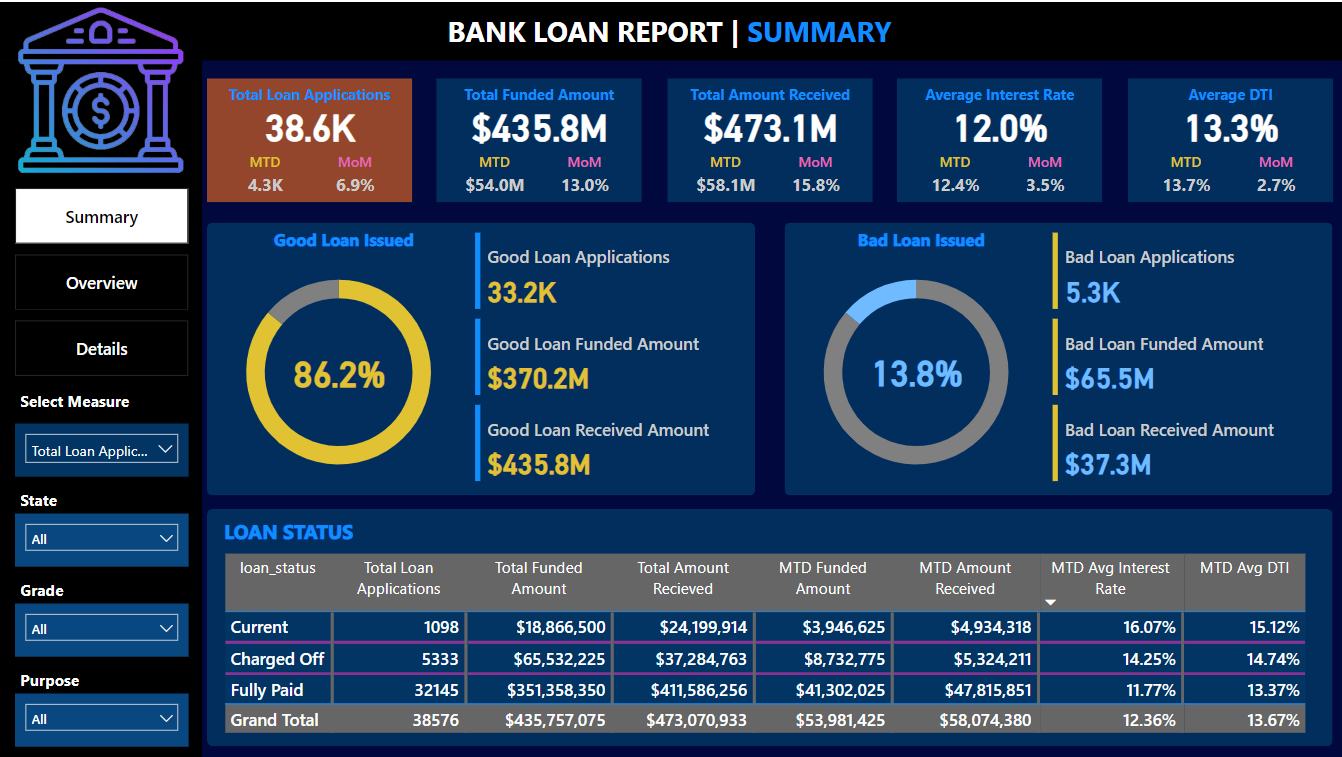 BANK LOAN REPORT | SUMMARY
Total Loan Applications
38.6K
MTD MoM
4.3K 6.9%
Total Funded Amount
$435.8M
MTD MoM
$54.0M 13.0%
Total Amount Received
$473.1M
MTD MoM
$58.1M 15.8%
Average Interest Rate
12.0%
MTD MoM
12.4% 3.5%
Average DTI
13.3%
MTD MoM
13.7% 2.7%
Summary
Overview
Details
Select Measure
Total Loan Applic...
State
All
Grade
All
Purpose
All
Good Loan Issued
86.2%
Good Loan Applications
33.2K
Good Loan Funded Amount
$370.2M
Good Loan Received Amount
$435.8M
Bad Loan Issued
13.8%
Bad Loan Applications
5.3K
Bad Loan Funded Amount
$65.5M
Bad Loan Received Amount
$37.3M
LOAN STATUS
loan_status Total Loan Applications Total Funded Amount Total Amount Recieved MTD Funded Amount MTD Amount Received MTD Avg Interest Rate MTD Avg DTI
Current 1098 $18,866,500 $24,199,914 $3,946,625 $4,934,318 16.07% 15.12%
Charged Off 5333 $65,532,225 $37,284,763 $8,732,775 $5,324,211 14.25% 14.74%
Fully Paid 32145 $351,358,350 $411,586,256 $41,302,025 $47,815,851 11.77% 13.37%
Grand Total 38576 $435,757,075 $473,070,933 $53,981,425 $58,074,380 12.36% 13.67%